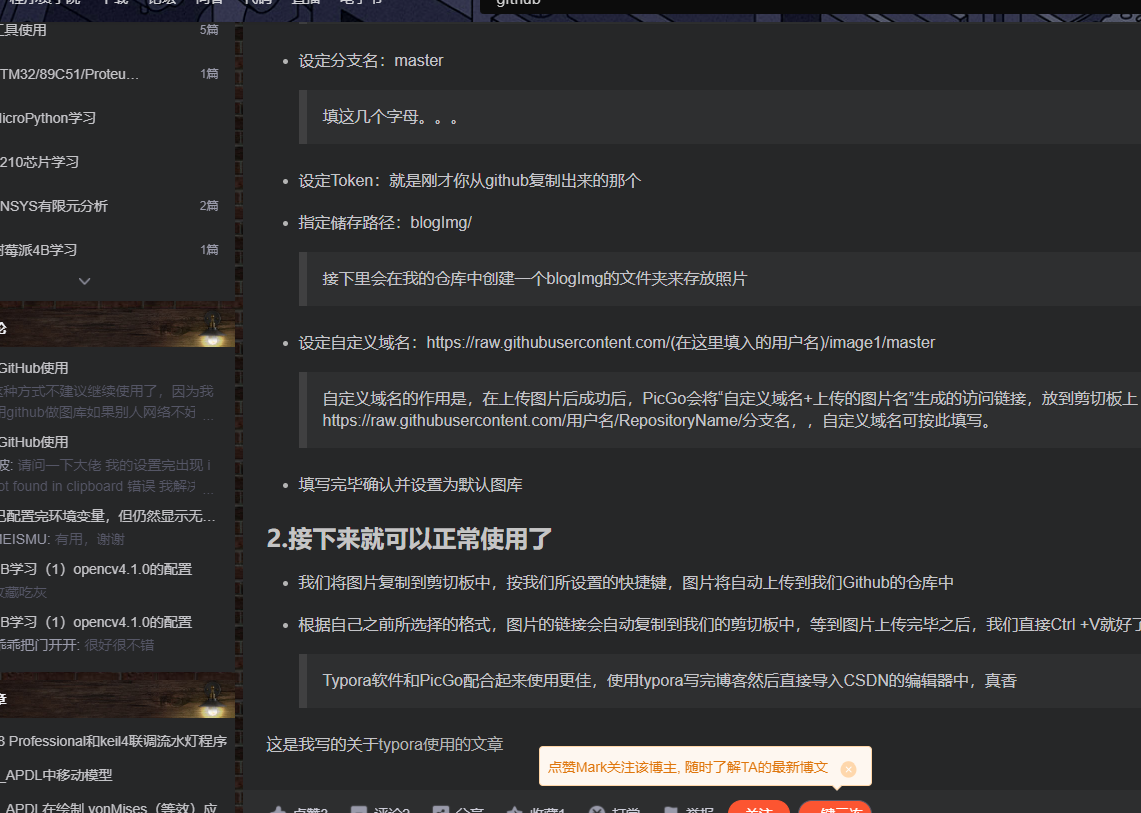 github
工具使用 5篇
TM32/89C51/Proteu... 1篇
MicroPython学习
210芯片学习
NSYS有限元分析 2篇
树莓派4B学习 1篇
GitHub使用
这种方式不建议继续使用了，因为我
用github做图库如果别人网络不好
...
GitHub使用
波: 请问一下大佬 我的设置完出现 i
ot found in clipboard 错误 我解决
...
已配置完环境变量，但仍然显示无...
MEISMU: 有用，谢谢
B学习（1）opencv4.1.0的配置
收藏吃灰
B学习（1）opencv4.1.0的配置
乖乖把门开开: 很好很不错
章
8 Professional和keil4联调流水灯程序
_APDL中移动模型
_APDL在绘制 vonMises（等效）应
设定分支名：master
填这几个字母。。。
设定Token：就是刚才你从github复制出来的那个
指定储存路径：blogImg/
接下里会在我的仓库中创建一个blogImg的文件夹来存放照片
设定自定义域名：https://raw.githubusercontent.com/(在这里填入的用户名)/image1/master
自定义域名的作用是，在上传图片后成功后，PicGo会将“自定义域名+上传的图片名”生成的访问链接，放到剪切板上
https://raw.githubusercontent.com/用户名/RepositoryName/分支名，，自定义域名可按此填写。
填写完毕确认并设置为默认图库
2.接下来就可以正常使用了
我们将图片复制到剪切板中，按我们所设置的快捷键，图片将自动上传到我们Github的仓库中
根据自己之前所选择的格式，图片的链接会自动复制到我们的剪切板中，等到图片上传完毕之后，我们直接Ctrl +V就好了
Typora软件和PicGo配合起来使用更佳，使用typora写完博客然后直接导入CSDN的编辑器中，真香
这是我写的关于typora使用的文章
点赞Mark关注该博主, 随时了解TA的最新博文
点赞3 评论2 分享 收藏1 打赏 举报 关注 一键三连